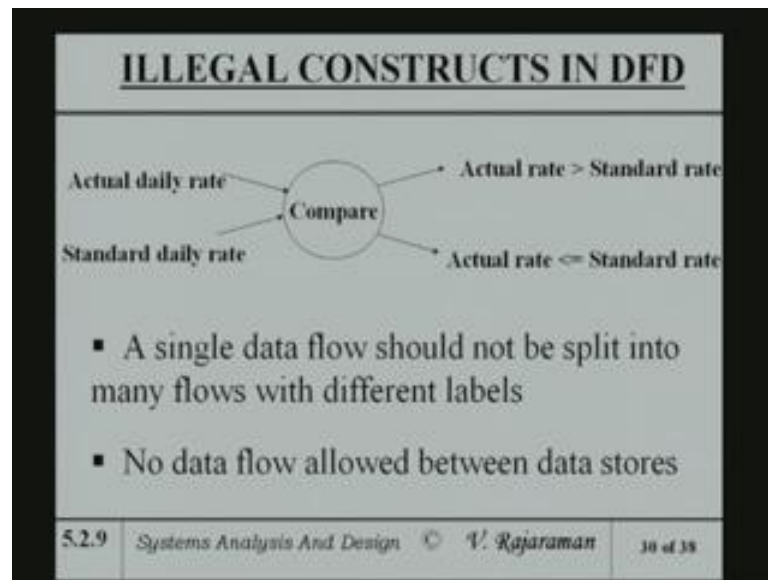 ILLEGAL CONSTRUCTS IN DFD
Actual daily rate
Standard daily rate
Compare
Actual rate > Standard rate
Actual rate <= Standard rate
▪ A single data flow should not be split into
many flows with different labels
▪ No data flow allowed between data stores
5.2.9 Systems Analysis And Design © V. Rajaraman 30 of 38